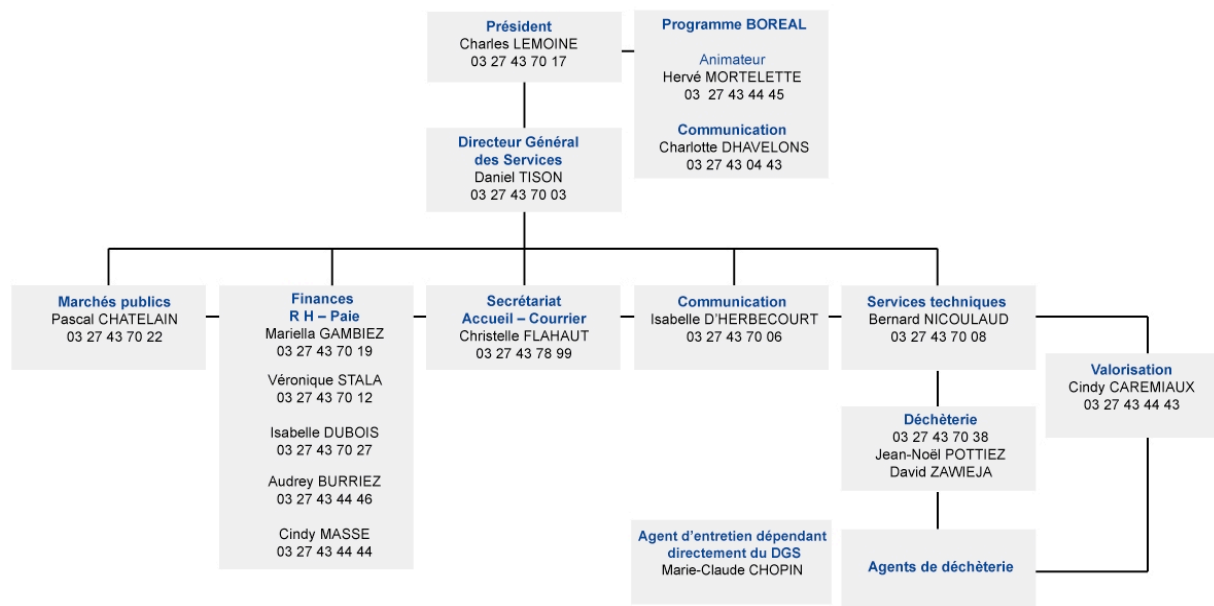 Président
Charles LEMOINE
03 27 43 70 17
Programme BOREAL
Animateur
Hervé MORTELETTE
03 27 43 44 45
Communication
Charlotte DHAVELONS
03 27 43 04 43
Directeur Général
des Services
Daniel TISON
03 27 43 70 03
Marchés publics
Pascal CHATELAIN
03 27 43 70 22
Finances
R H – Paie
Mariella GAMBIEZ
03 27 43 70 19
Véronique STALA
03 27 43 70 12
Isabelle DUBOIS
03 27 43 70 27
Audrey BURRIEZ
03 27 43 44 46
Cindy MASSE
03 27 43 44 44
Secrétariat
Accueil – Courrier
Christelle FLAHAUT
03 27 43 78 99
Communication
Isabelle D'HERBECOURT
03 27 43 70 06
Services techniques
Bernard NICOULAUD
03 27 43 70 08
Valorisation
Cindy CAREMIAUX
03 27 43 44 43
Déchèterie
03 27 43 70 38
Jean-Noël POTTIEZ
David ZAWIEJA
Agent d'entretien dépendant
directement du DGS
Marie-Claude CHOPIN
Agents de déchèterie